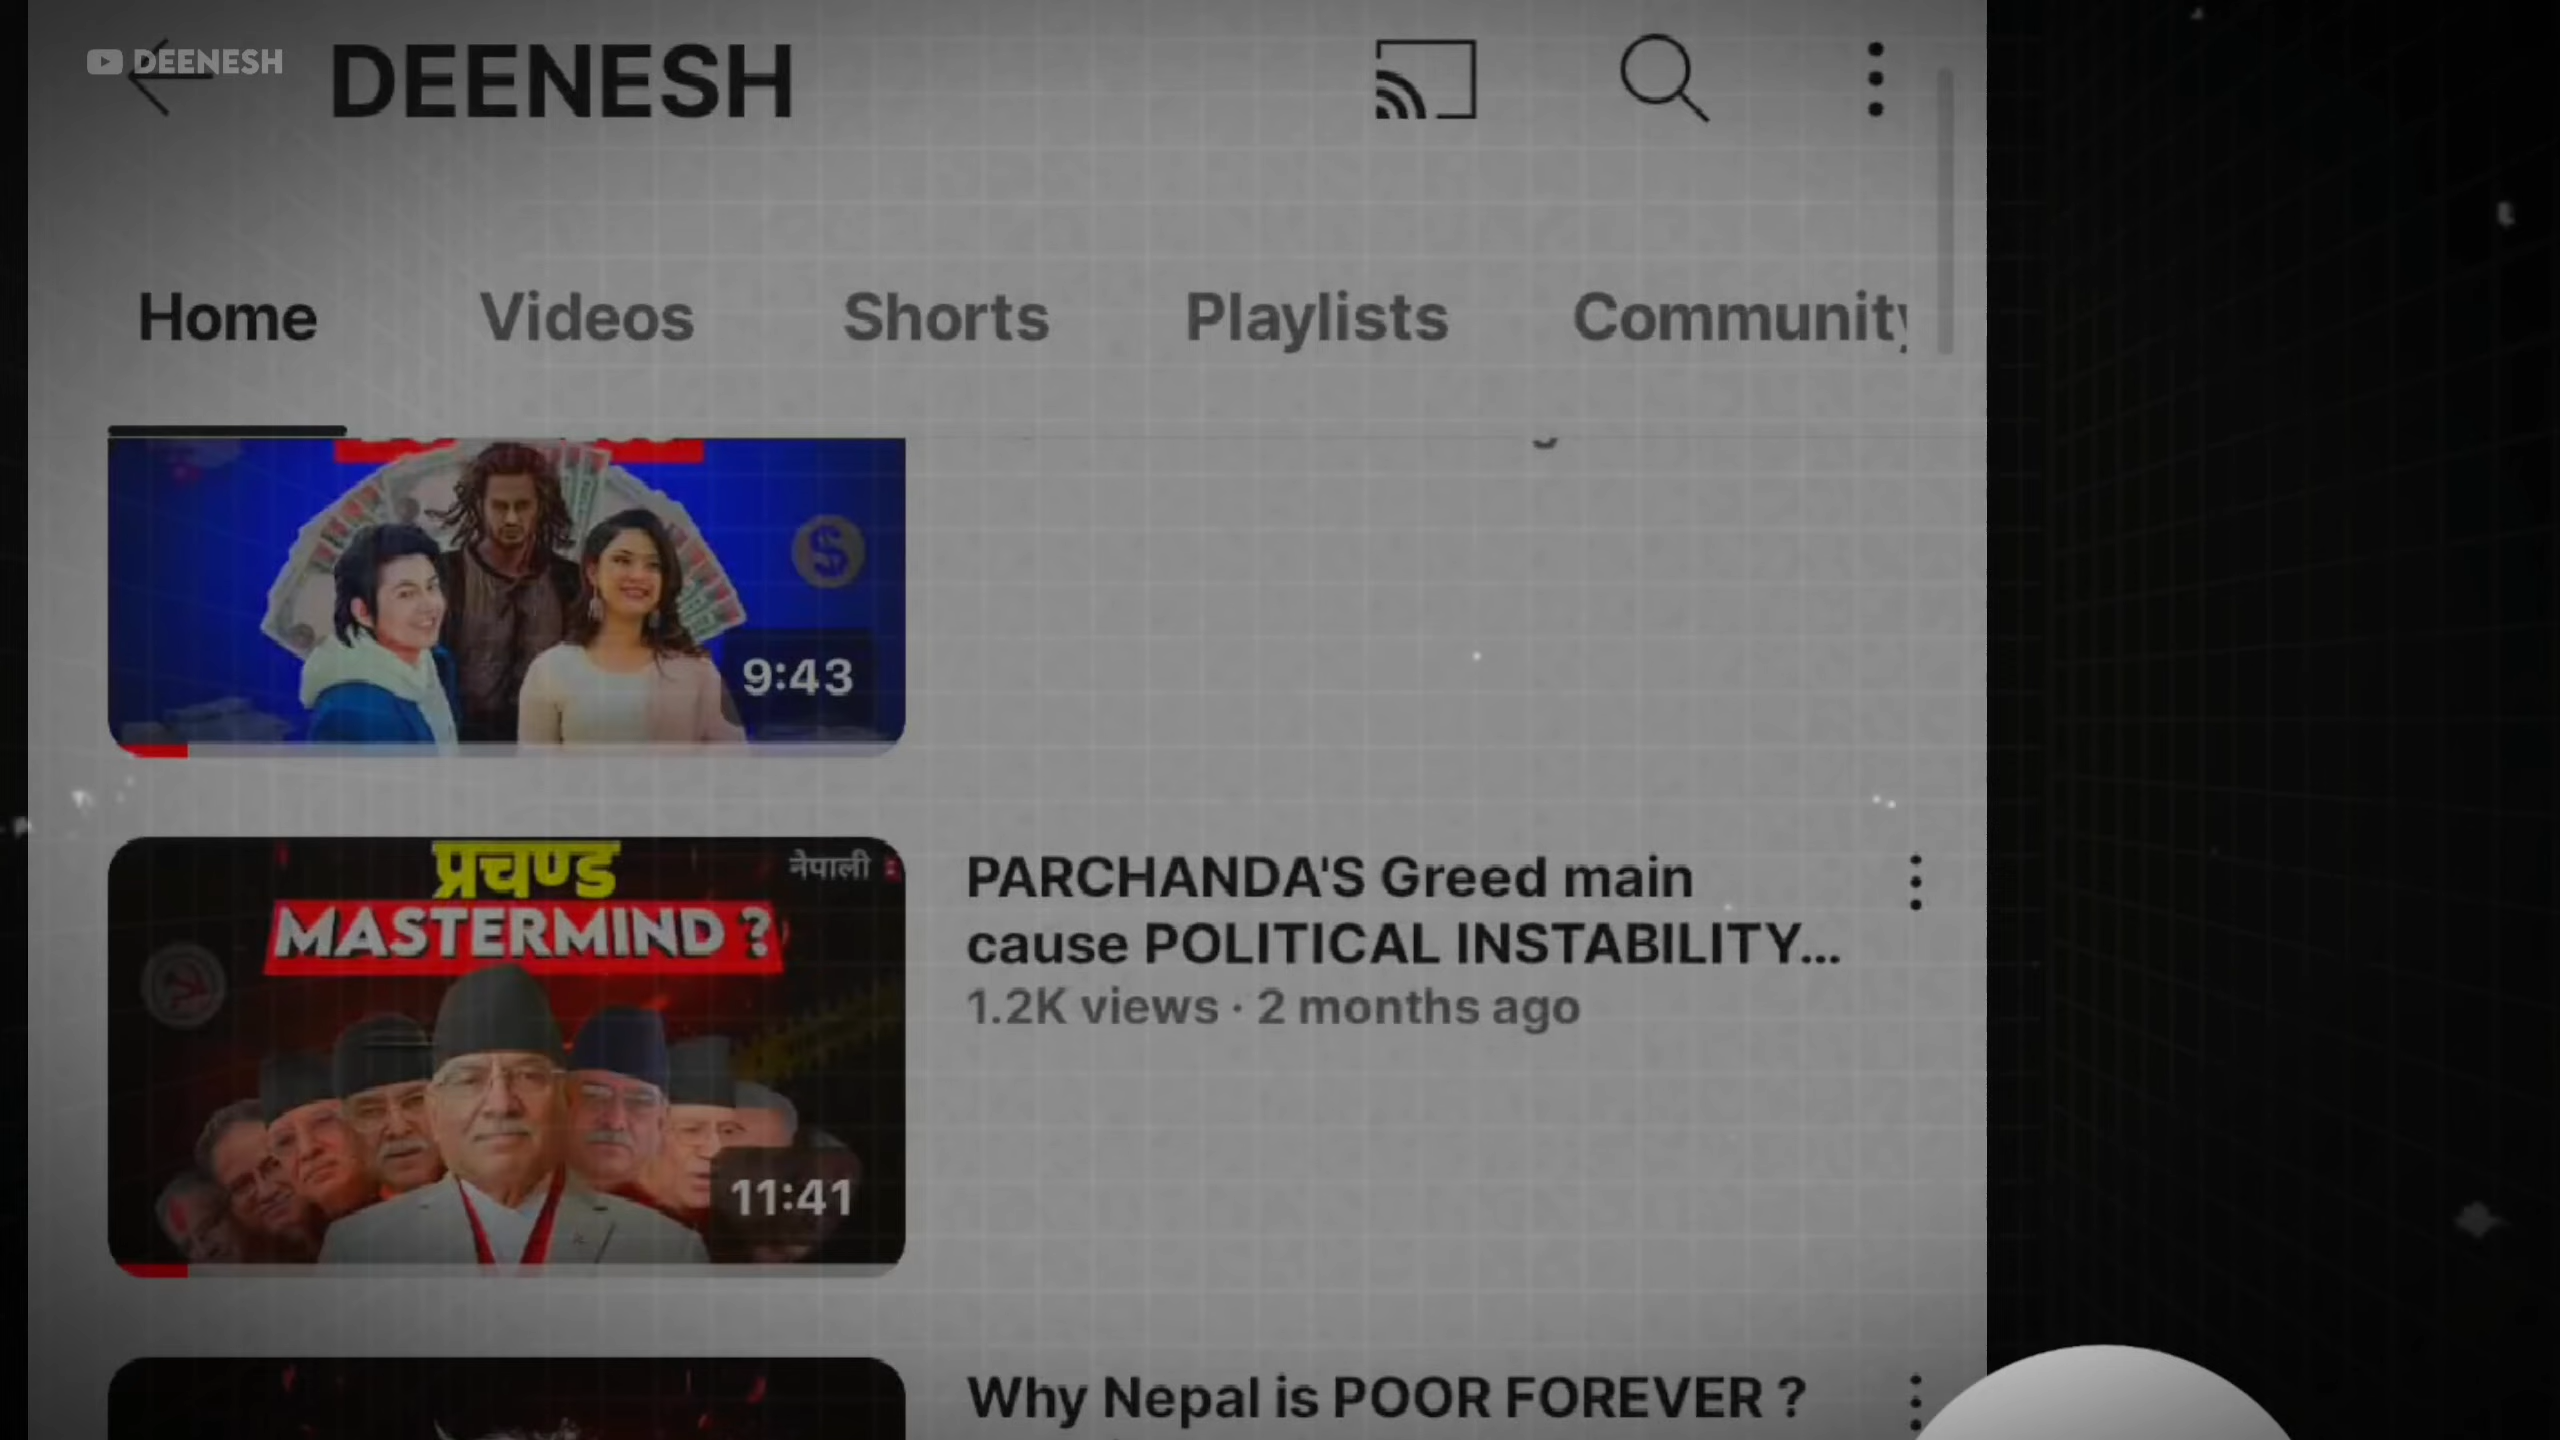 DEENESH
DEENESH
Home Videos Shorts Playlists Community
9:43
प्रचण्ड
नेपाली
MASTERMIND ?
11:41
PARCHANDA'S Greed main
cause POLITICAL INSTABILITY...
1.2K views · 2 months ago
Why Nepal is POOR FOREVER ?